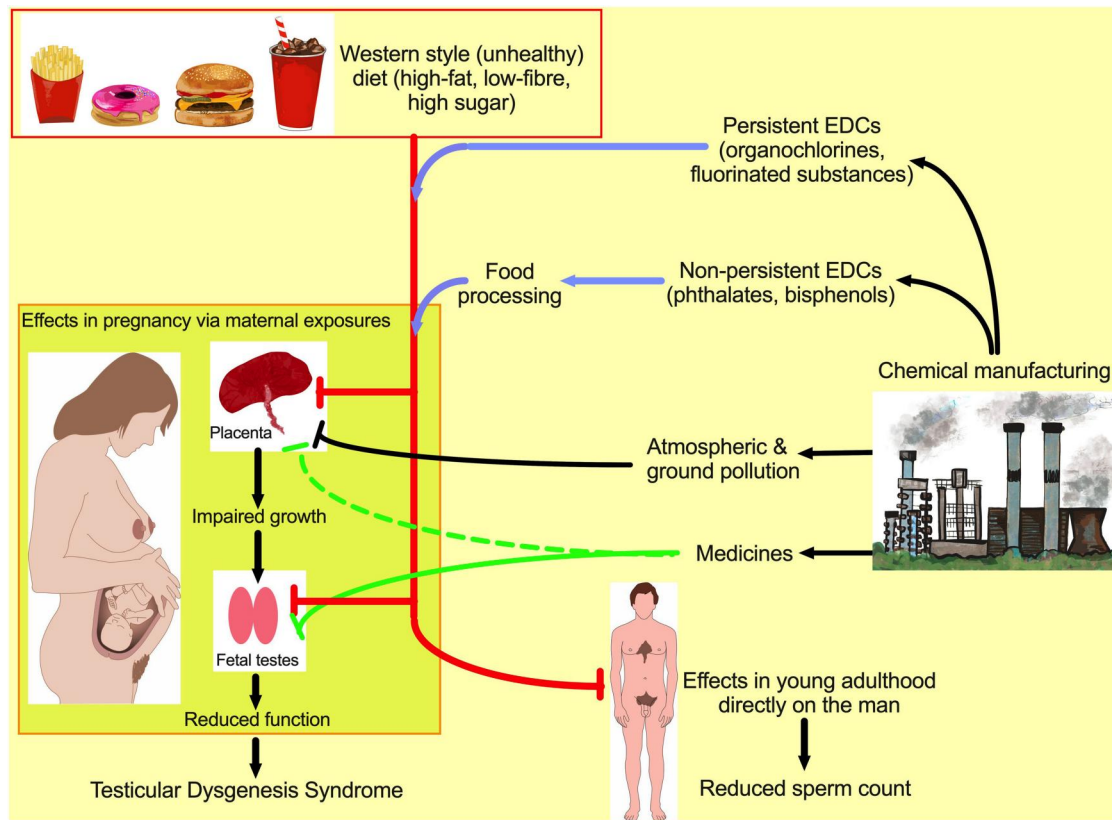 Western style (unhealthy)
diet (high-fat, low-fibre,
high sugar)
Persistent EDCs
(organochlorines,
fluorinated substances)
Food
processing
Non-persistent EDCs
(phthalates, bisphenols)
Effects in pregnancy via maternal exposures
Chemical manufacturing
Placenta
Atmospheric &
ground pollution
Impaired growth
Medicines
Fetal testes
Effects in young adulthood
directly on the man
Reduced function
Reduced sperm count
Testicular Dysgenesis Syndrome